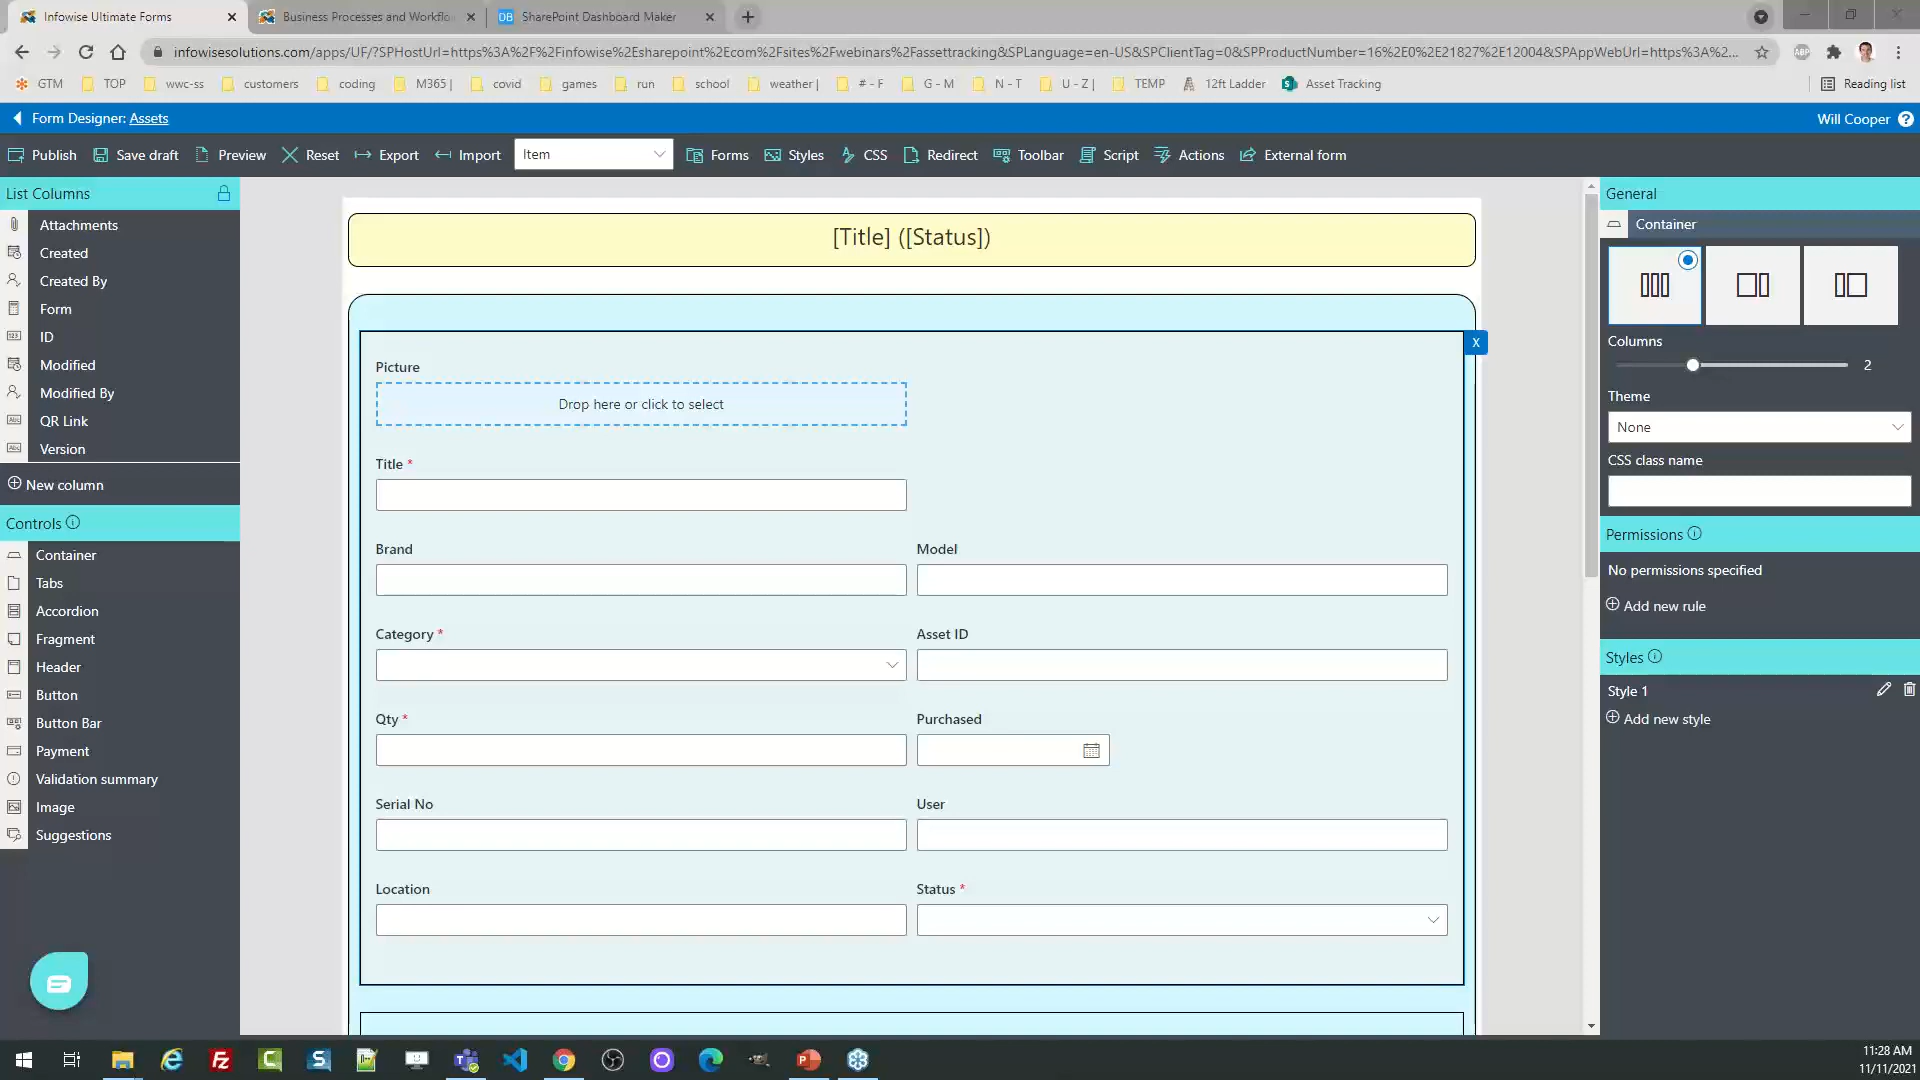 Infowise Ultimate Forms
Business Processes and Workflo
DB SharePoint Dashboard Maker
infowisesolutions.com/apps/UF/?SPHostUrl=https%3A%2F%2Finfowise%2Esharepoint%2Ecom%2Fsites%2Fwebinars%2Fassettracking&SPLanguage=en-US&SPClientTag=0&SPProductNumber=16%2E0%2E21827%2E12004&SPAppWebUrl=https%3A%2...
ABP
GTM TOP wwc-ss customers coding M365 | covid games run school weather | # - F G - M N - T U - Z | TEMP 12ft Ladder Asset Tracking Reading list
Form Designer: Assets
Will Cooper
Publish Save draft Preview Reset Export Import Item Forms Styles CSS Redirect Toolbar Script Actions External form
List Columns
Attachments
Created
Created By
Form
ID
Modified
Modified By
QR Link
Version
New column
Controls
Container
Tabs
Accordion
Fragment
Header
Button
Button Bar
Payment
Validation summary
Image
Suggestions
[Title] ([Status])
X
Picture
Drop here or click to select
Title *
Brand Model
Category * Asset ID
Qty * Purchased
Serial No User
Location Status *
General
Container
Columns
2
Theme
None
CSS class name
Permissions
No permissions specified
Add new rule
Styles
Style 1
Add new style
11:28 AM
11/11/2021